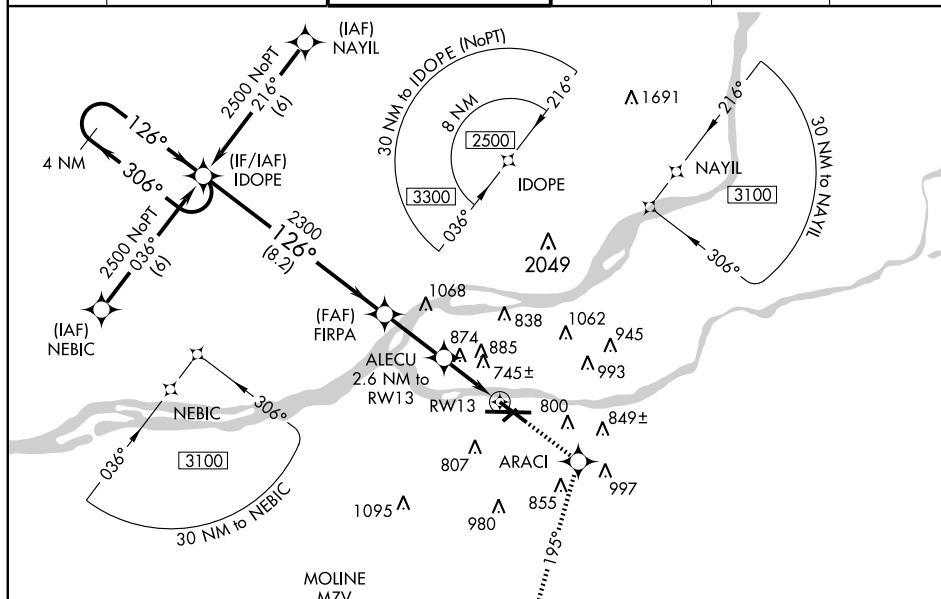 (IAF)
NAYIL
2500 NoPT
216°
(6)
126°
4 NM
306°
(IF/IAF)
IDOPE
2500 NoPT
036°
(6)
(IAF)
NEBIC
2300
126°
(8.2)
30 NM to IDOPE (NoPT)
8 NM
216°
2500
IDOPE
3300
036°
1691
216°
NAYIL
30 NM to NAYIL
3100
306°
2049
1068
(FAF)
FIRPA
838
1062
945
874
885
993
ALECU
2.6 NM to
RW13
745±
RW13
800
849±
NEBIC
306°
036°
3100
30 NM to NEBIC
807
ARACI
997
855
1095
980
195°
MOLINE
MZV